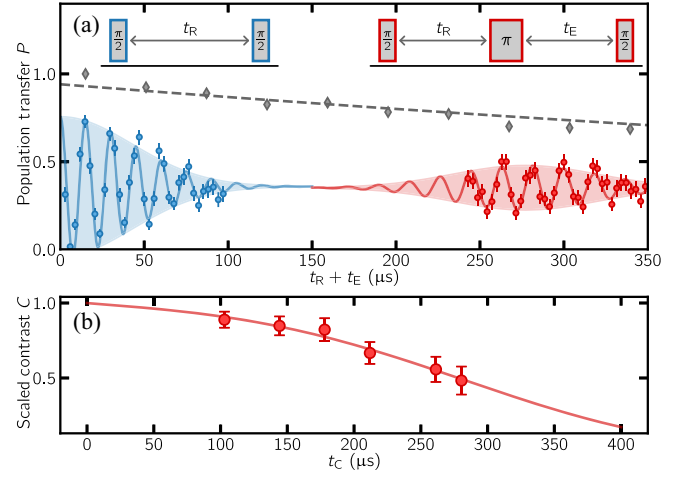 (a)
π/2 t_R π/2
π/2 t_R π t_E π/2
Population transfer P
1.0
0.5
0.0
0 50 100 150 200 250 300 350
t_R + t_E (μs)
(b)
Scaled contrast C
1.0
0.5
0 50 100 150 200 250 300 350 400
t_C (μs)